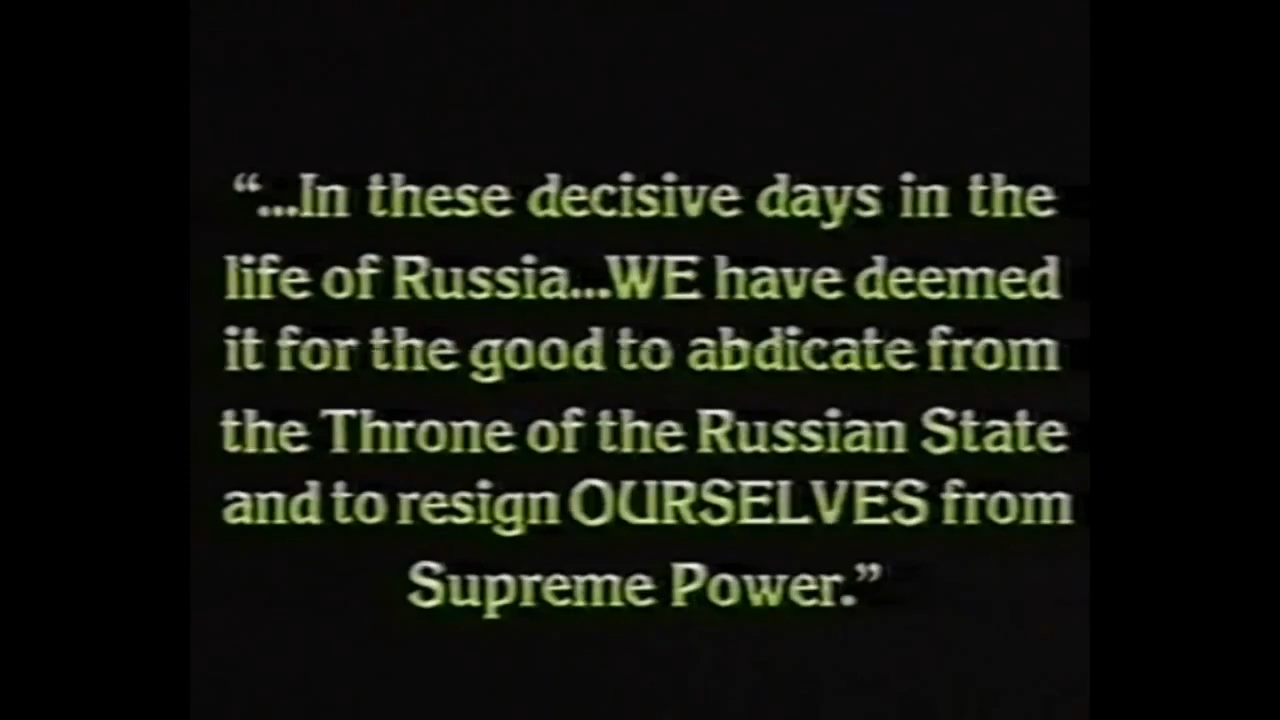 “...In these decisive days in the
life of Russia...WE have deemed
it for the good to abdicate from
the Throne of the Russian State
and to resign OURSELVES from
Supreme Power.”